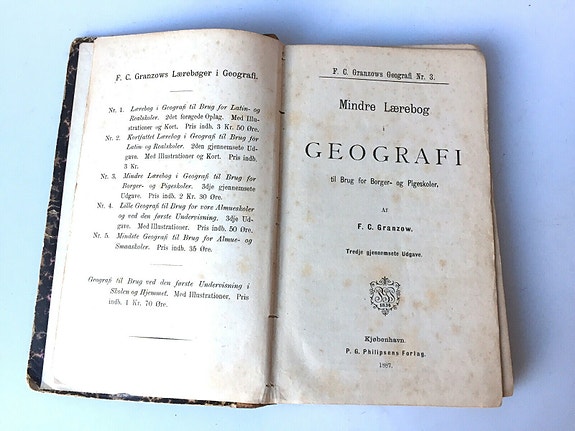 F. C. Granzows Lærebøger i Geografi.
Nr. 1. Lærebog i Geografi til Brug for Latin- og
Realskoler. 2det forøgede Oplag. Med Illu-
strationer og Kort. Pris indb. 3 Kr. 50 Øre.
Nr. 2. Kortfattet Lærebog i Geografi til Brug for
Latin- og Realskoler. 2den gjennemsete Ud-
gave. Med Illustrationer og Kort. Pris indb.
3 Kr.
Nr. 3. Mindre Lærebog i Geografi til Brug for
Borger- og Pigeskoler. 3dje gjennemsete
Udgave. Pris indb. 2 Kr. 30 Øre.
Nr. 4. Lille Geografi til Brug for vore Almueskoler
og ved den første Undervisning. 3dje Ud-
gave. Med Illustrationer. Pris indb. 50 Øre.
Nr. 5. Mindste Geografi til Brug for Almue- og
Smaaskoler. Pris indb. 35 Øre.
Geografi til Brug ved den første Undervisning i
Skolen og Hjemmet. Med Illustrationer. Pris
indb. 1 Kr. 70 Øre.
F. C. Granzows Geografi Nr. 3.
Mindre Lærebog
i
GEOGRAFI
til Brug for Borger- og Pigeskoler.
Af
F. C. Granzow.
Tredje gjennemsete Udgave.
1836
Kjøbenhavn.
P. G. Philipsens Forlag.
1887.